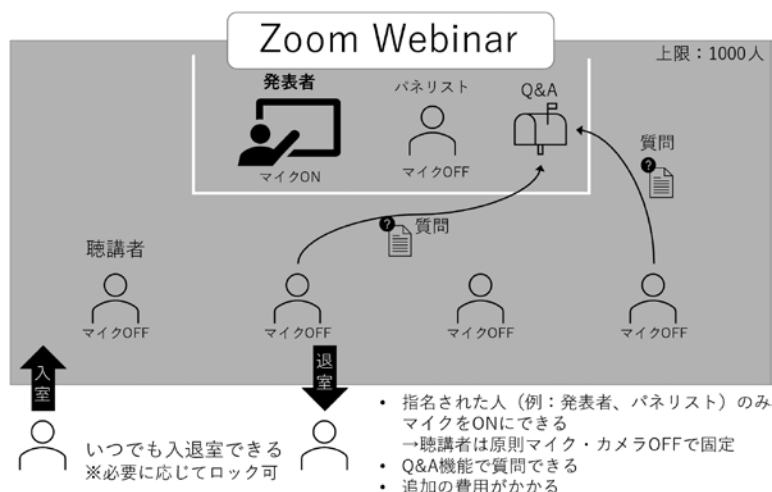 Zoom Webinar
上限：1000人
発表者
パネリスト
Q&A
マイクON
マイクOFF
質問
?
質問
?
聴講者
マイクOFF
マイクOFF
マイクOFF
マイクOFF
入室
退室
いつでも入退室できる
※必要に応じてロック可
• 指名された人（例：発表者、パネリスト）のみ
マイクをONにできる
→聴講者は原則マイク・カメラOFFで固定
• Q&A機能で質問できる
• 追加の費用がかかる